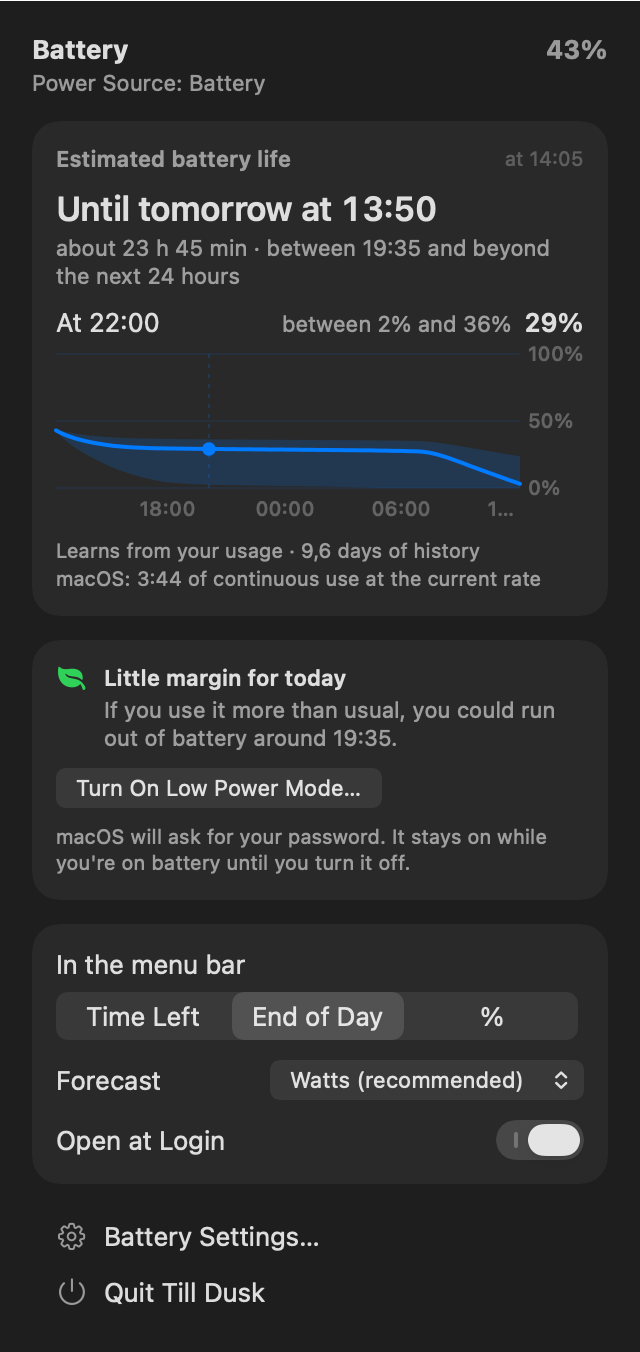 Battery 43%
Power Source: Battery
Estimated battery life at 14:05
Until tomorrow at 13:50
about 23 h 45 min · between 19:35 and beyond
the next 24 hours
At 22:00 between 2% and 36% 29%
100%
50%
0%
18:00 00:00 06:00 1...
Learns from your usage · 9,6 days of history
macOS: 3:44 of continuous use at the current rate
Little margin for today
If you use it more than usual, you could run
out of battery around 19:35.
Turn On Low Power Mode...
macOS will ask for your password. It stays on while
you're on battery until you turn it off.
In the menu bar
Time Left End of Day %
Forecast Watts (recommended)
Open at Login
Battery Settings...
Quit Till Dusk